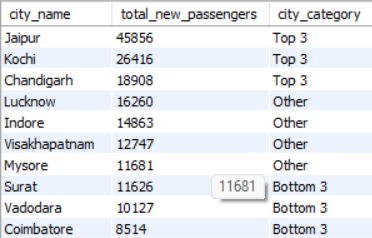 city_name total_new_passengers city_category
Jaipur 45856 Top 3
Kochi 26416 Top 3
Chandigarh 18908 Top 3
Lucknow 16260 Other
Indore 14863 Other
Visakhapatnam 12747 Other
Mysore 11681 Other
Surat 11626 11681 Bottom 3
Vadodara 10127 Bottom 3
Coimbatore 8514 Bottom 3